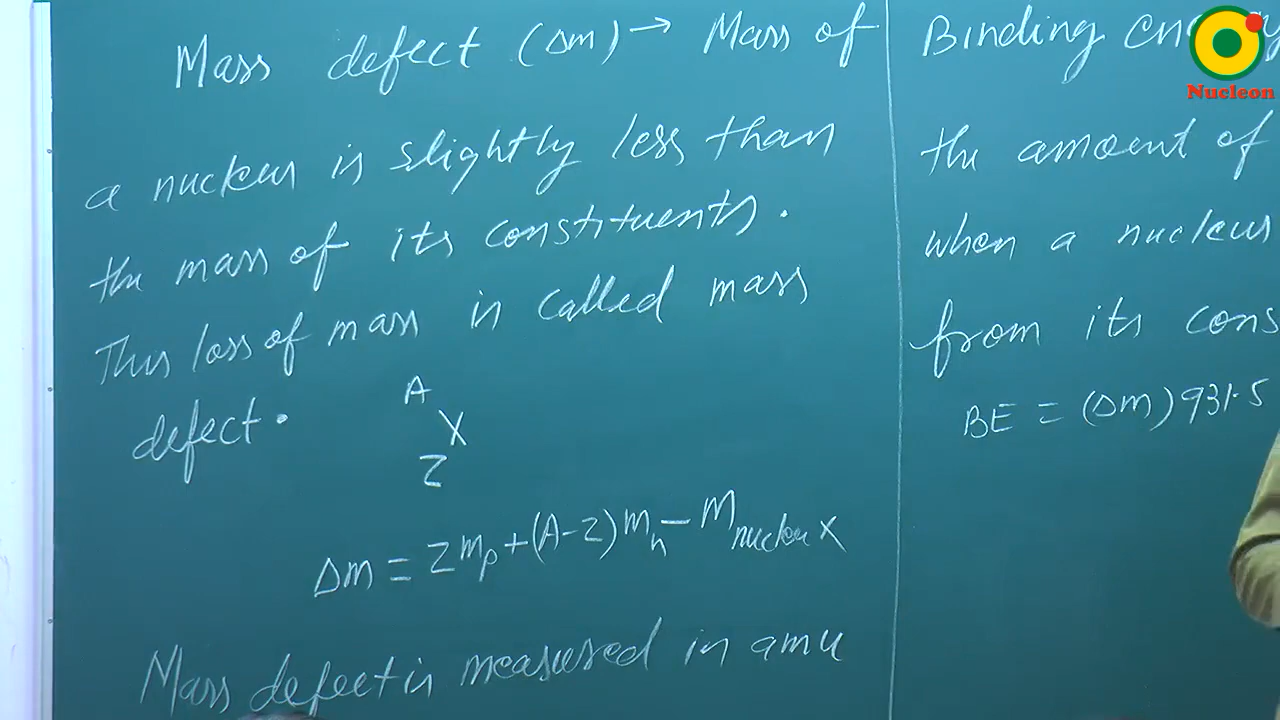 Mass defect (Δm) → Mass of
a nucleus is slightly less than
the mass of its constituents.
This loss of mass is called mass
defect.
A
X
Z
Δm = Zmp + (A-Z)mn - Mnucleus X
Mass defect is measured in amu
Binding energy
the amount of
when a nucleus
from its cons
BE = (Δm) 931.5
Nucleon